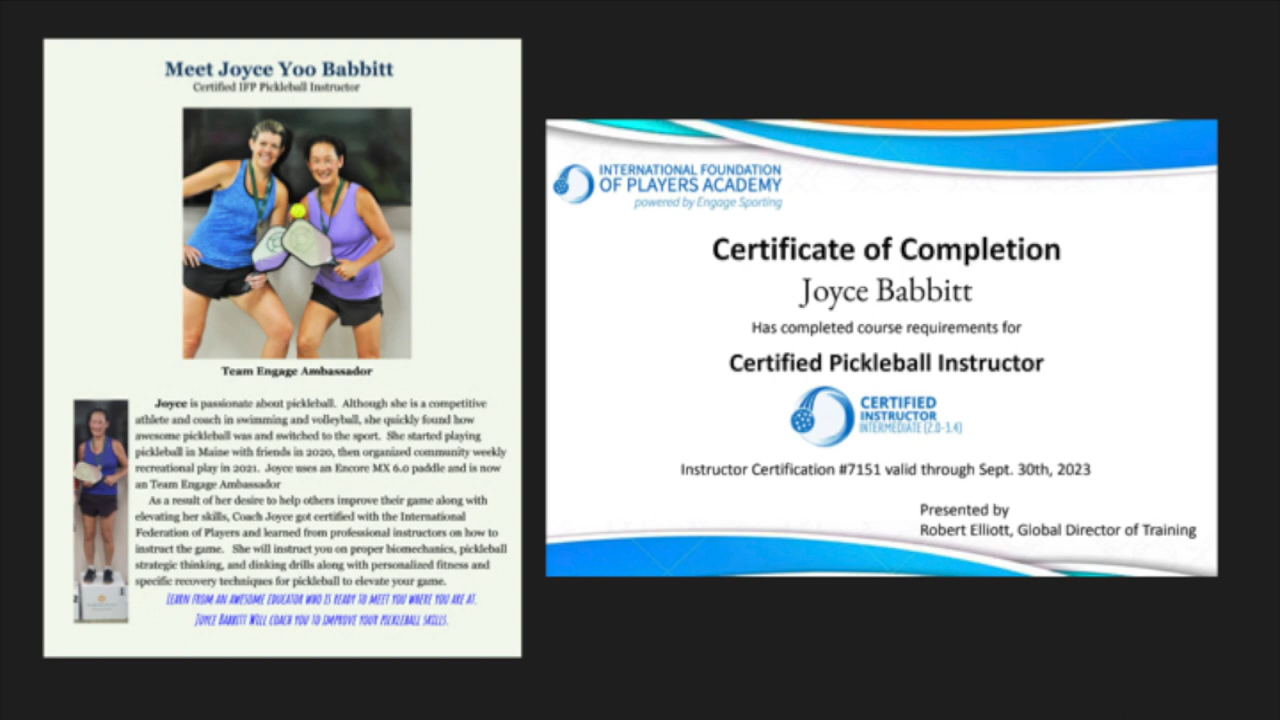 Meet Joyce Yoo Babbitt
Certified IFP Pickleball Instructor
Team Engage Ambassador
Joyce is passionate about pickleball. Although she is a competitive
athlete and coach in swimming and volleyball, she quickly found how
awesome pickleball was and switched to the sport. She started playing
pickleball in Maine with friends in 2020, then organized community weekly
recreational play in 2021. Joyce uses an Encore MX 6.0 paddle and is now
an Team Engage Ambassador
As a result of her desire to help others improve their game along with
elevating her skills, Coach Joyce got certified with the International
Federation of Players and learned from professional instructors on how to
instruct the game. She will instruct you on proper biomechanics, pickleball
strategic thinking, and dinking drills along with personalized fitness and
specific recovery techniques for pickleball to elevate your game.
2
3
LEARN FROM AN AWESOME EDUCATOR WHO IS READY TO MEET YOU WHERE YOU ARE AT.
JOYCE BABBITT WILL COACH YOU TO IMPROVE YOUR PICKLEBALL SKILLS.
INTERNATIONAL FOUNDATION
OF PLAYERS ACADEMY
powered by Engage Sporting
Certificate of Completion
Joyce Babbitt
Has completed course requirements for
Certified Pickleball Instructor
CERTIFIED
INSTRUCTOR
INTERMEDIATE (2.0-3.4)
Instructor Certification #7151 valid through Sept. 30th, 2023
Presented by
Robert Elliott, Global Director of Training